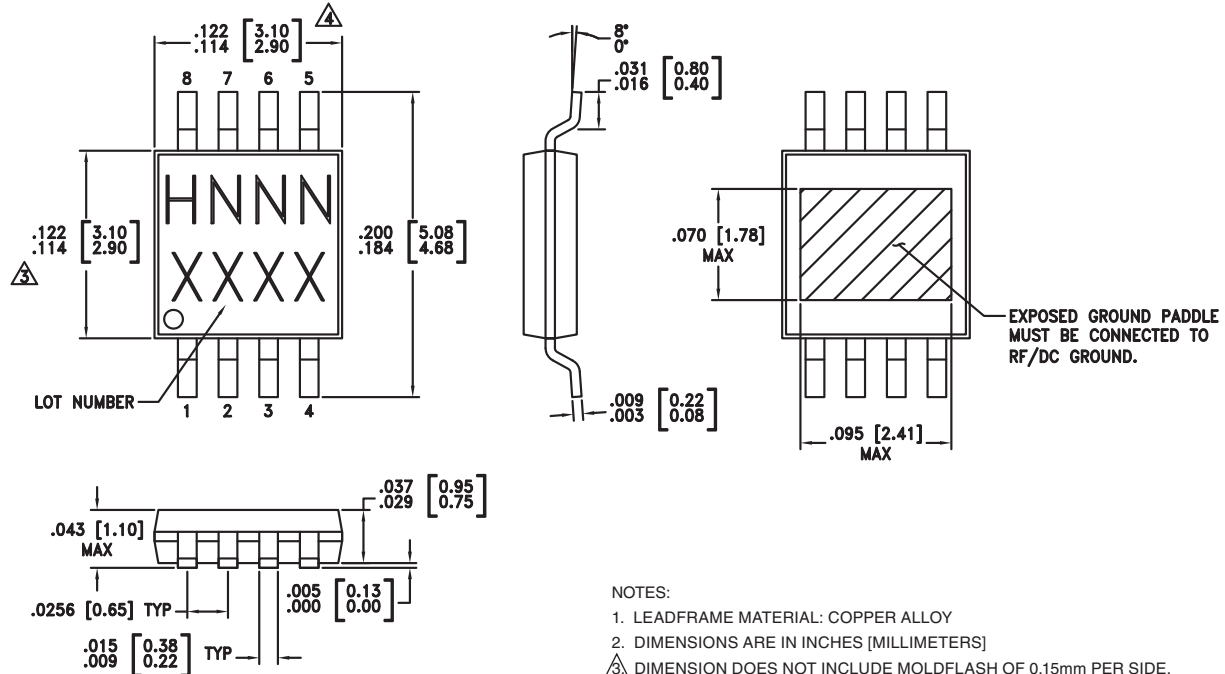 .122 [3.10]
.114 [2.90]
4
8 7 6 5
HNNN
XXXX
.122 [3.10]
.114 [2.90]
3
.200 [5.08]
.184 [4.68]
LOT NUMBER
1 2 3 4
8°
0°
.031 [0.80]
.016 [0.40]
.009 [0.22]
.003 [0.08]
.070 [1.78]
MAX
EXPOSED GROUND PADDLE
MUST BE CONNECTED TO
RF/DC GROUND.
.095 [2.41]
MAX
.037 [0.95]
.029 [0.75]
.043 [1.10]
MAX
.005 [0.13]
.000 [0.00]
.0256 [0.65] TYP
.015 [0.38]
.009 [0.22] TYP
NOTES:
1. LEADFRAME MATERIAL: COPPER ALLOY
2. DIMENSIONS ARE IN INCHES [MILLIMETERS]
3. DIMENSION DOES NOT INCLUDE MOLDFLASH OF 0.15mm PER SIDE.